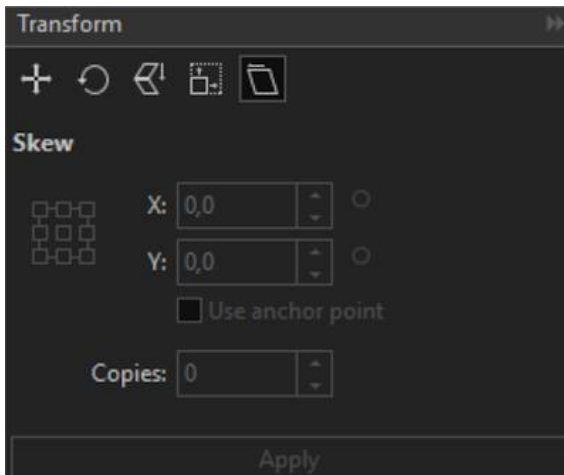 Transform
Skew
X: 0,0
Y: 0,0
Use anchor point
Copies: 0
Apply